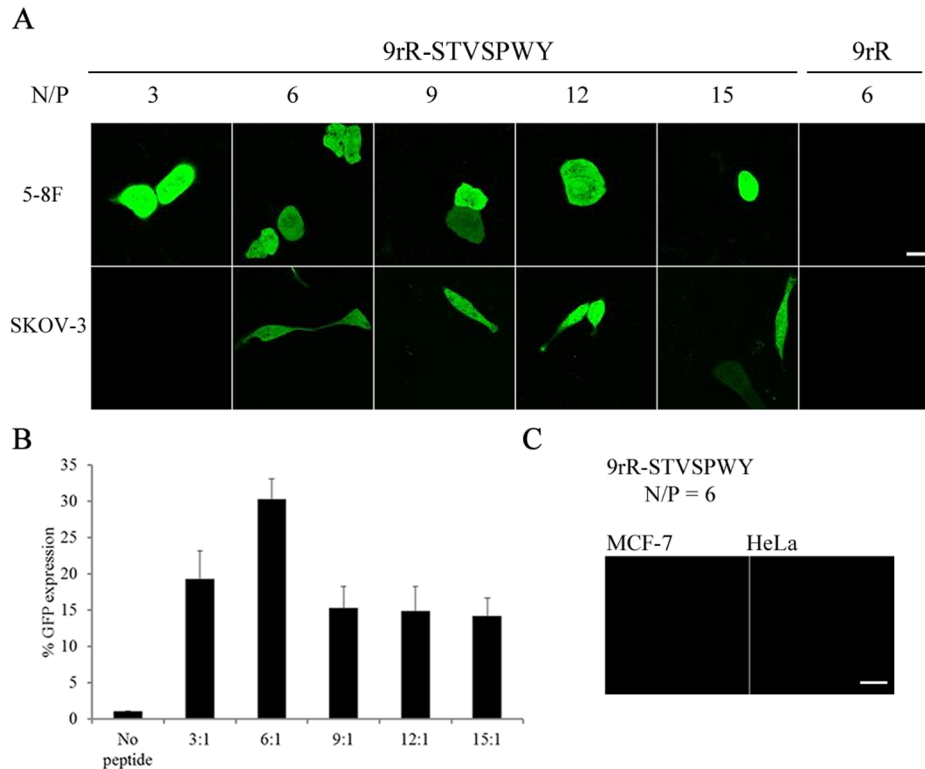 A
9rR-STVSPWY 9rR
N/P 3 6 9 12 15 6
5-8F
SKOV-3
B
% GFP expression
35
30
25
20
15
10
5
0
No peptide 3:1 6:1 9:1 12:1 15:1
C
9rR-STVSPWY
N/P = 6
MCF-7 HeLa